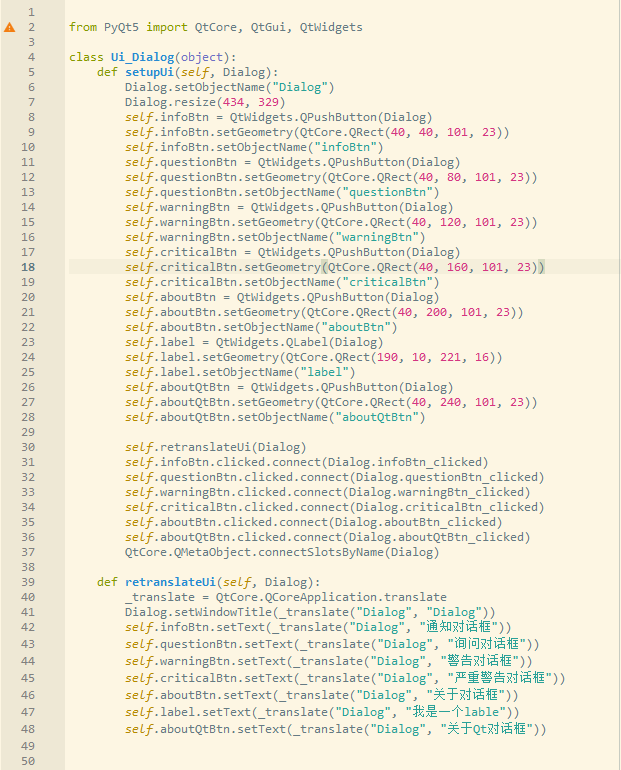 1
2 from PyQt5 import QtCore, QtGui, QtWidgets
3
4 class Ui_Dialog(object):
5     def setupUi(self, Dialog):
6         Dialog.setObjectName("Dialog")
7         Dialog.resize(434, 329)
8         self.infoBtn = QtWidgets.QPushButton(Dialog)
9         self.infoBtn.setGeometry(QtCore.QRect(40, 40, 101, 23))
10         self.infoBtn.setObjectName("infoBtn")
11         self.questionBtn = QtWidgets.QPushButton(Dialog)
12         self.questionBtn.setGeometry(QtCore.QRect(40, 80, 101, 23))
13         self.questionBtn.setObjectName("questionBtn")
14         self.warningBtn = QtWidgets.QPushButton(Dialog)
15         self.warningBtn.setGeometry(QtCore.QRect(40, 120, 101, 23))
16         self.warningBtn.setObjectName("warningBtn")
17         self.criticalBtn = QtWidgets.QPushButton(Dialog)
18         self.criticalBtn.setGeometry(QtCore.QRect(40, 160, 101, 23))
19         self.criticalBtn.setObjectName("criticalBtn")
20         self.aboutBtn = QtWidgets.QPushButton(Dialog)
21         self.aboutBtn.setGeometry(QtCore.QRect(40, 200, 101, 23))
22         self.aboutBtn.setObjectName("aboutBtn")
23         self.label = QtWidgets.QLabel(Dialog)
24         self.label.setGeometry(QtCore.QRect(190, 10, 221, 16))
25         self.label.setObjectName("label")
26         self.aboutQtBtn = QtWidgets.QPushButton(Dialog)
27         self.aboutQtBtn.setGeometry(QtCore.QRect(40, 240, 101, 23))
28         self.aboutQtBtn.setObjectName("aboutQtBtn")
29
30         self.retranslateUi(Dialog)
31         self.infoBtn.clicked.connect(Dialog.infoBtn_clicked)
32         self.questionBtn.clicked.connect(Dialog.questionBtn_clicked)
33         self.warningBtn.clicked.connect(Dialog.warningBtn_clicked)
34         self.criticalBtn.clicked.connect(Dialog.criticalBtn_clicked)
35         self.aboutBtn.clicked.connect(Dialog.aboutBtn_clicked)
36         self.aboutQtBtn.clicked.connect(Dialog.aboutQtBtn_clicked)
37         QtCore.QMetaObject.connectSlotsByName(Dialog)
38
39     def retranslateUi(self, Dialog):
40         _translate = QtCore.QCoreApplication.translate
41         Dialog.setWindowTitle(_translate("Dialog", "Dialog"))
42         self.infoBtn.setText(_translate("Dialog", "通知对话框"))
43         self.questionBtn.setText(_translate("Dialog", "询问对话框"))
44         self.warningBtn.setText(_translate("Dialog", "警告对话框"))
45         self.criticalBtn.setText(_translate("Dialog", "严重警告对话框"))
46         self.aboutBtn.setText(_translate("Dialog", "关于对话框"))
47         self.label.setText(_translate("Dialog", "我是一个lable"))
48         self.aboutQtBtn.setText(_translate("Dialog", "关于Qt对话框"))
49
50